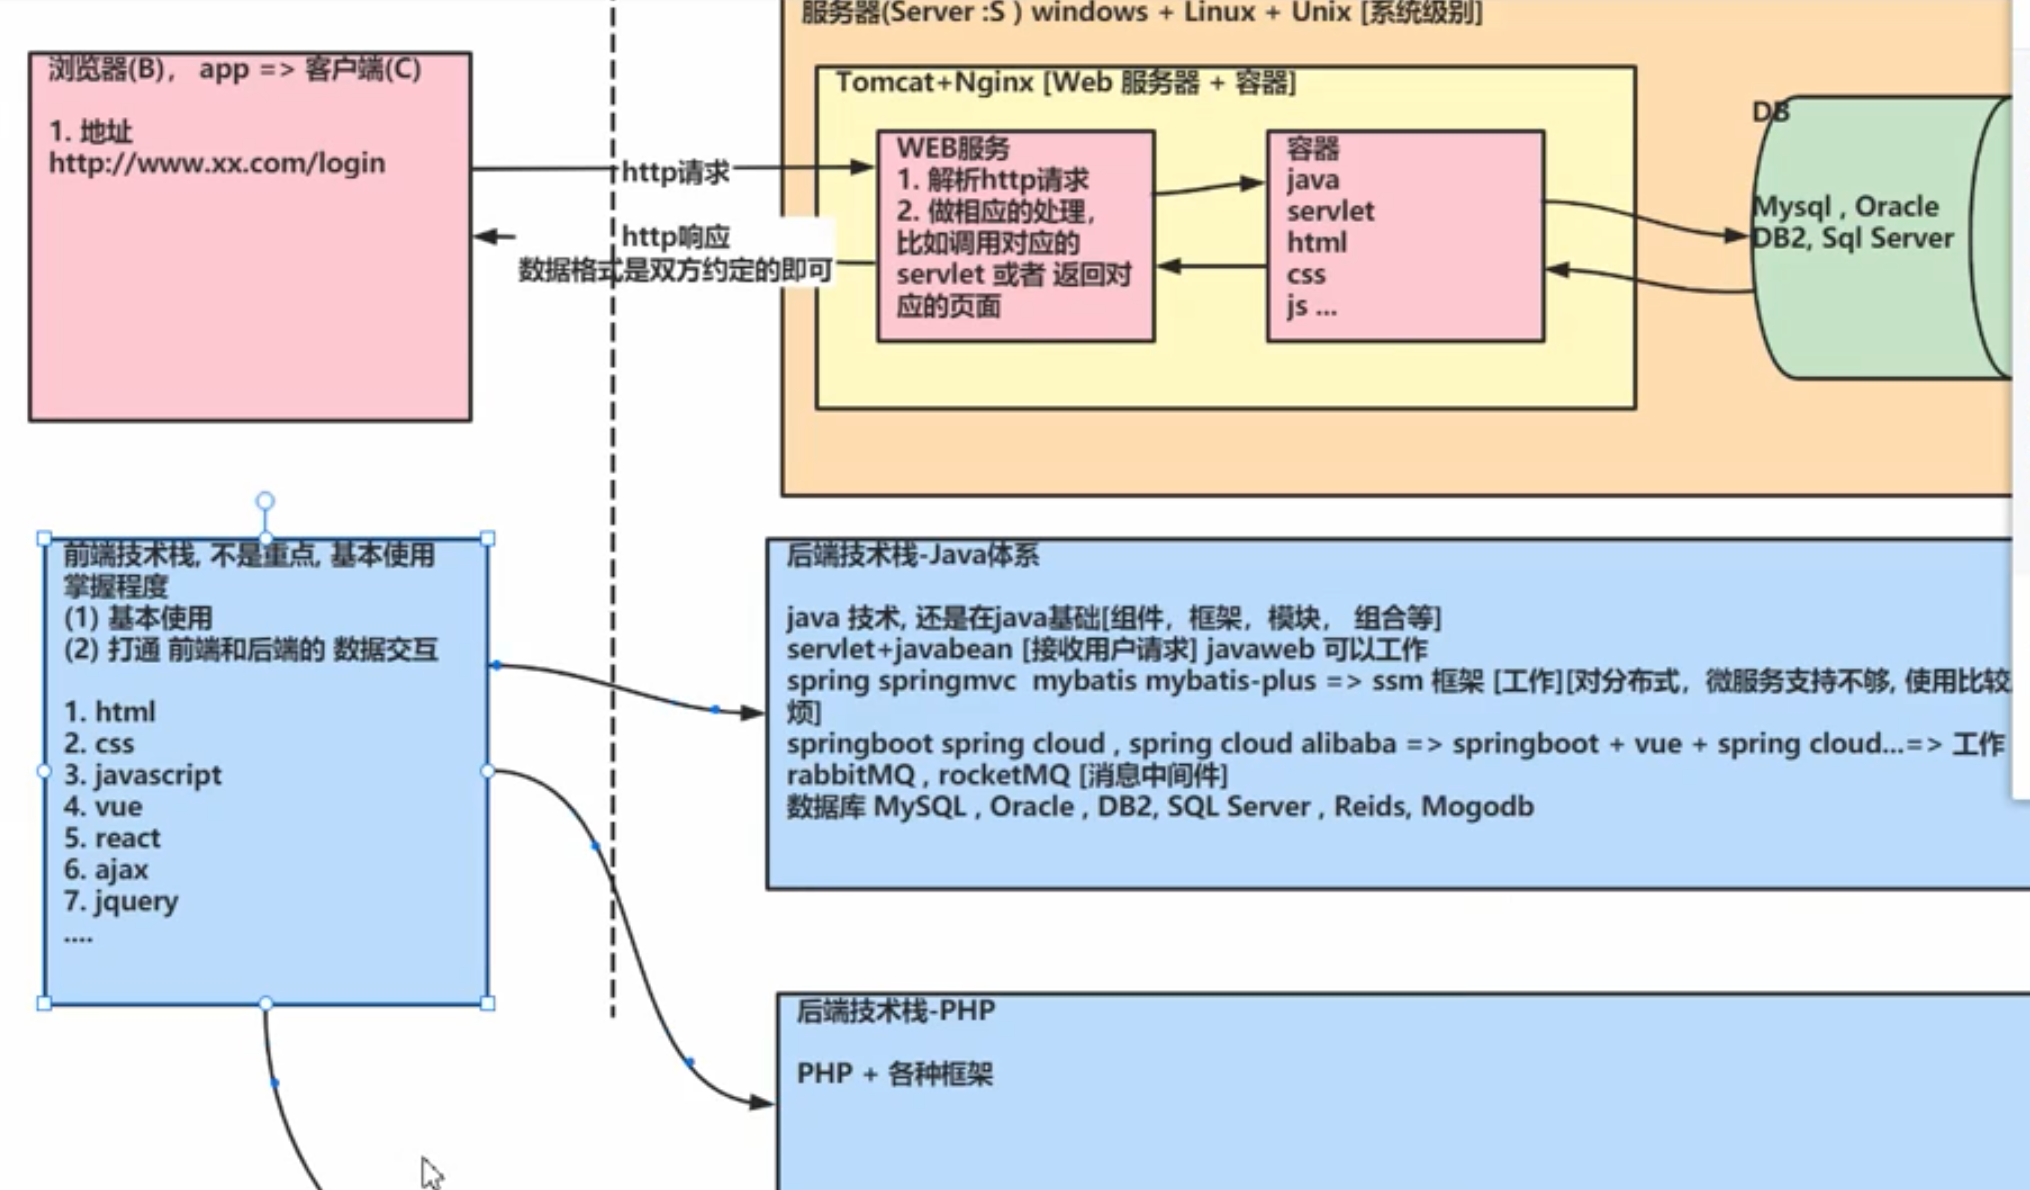 服务器(Server :S ) windows + Linux + Unix [系统级别]
浏览器(B)， app => 客户端(C)
1. 地址
http://www.xx.com/login
http请求
http响应
数据格式是双方约定的即可
Tomcat+Nginx [Web 服务器 + 容器]
WEB服务
1. 解析http请求
2. 做相应的处理，
比如调用对应的
servlet 或者 返回对
应的页面
容器
java
servlet
html
css
js ...
DB
Mysql , Oracle
DB2, Sql Server
前端技术栈, 不是重点, 基本使用
掌握程度
(1) 基本使用
(2) 打通 前端和后端的 数据交互
1. html
2. css
3. javascript
4. vue
5. react
6. ajax
7. jquery
....
后端技术栈-Java体系
java 技术, 还是在java基础[组件，框架，模块， 组合等]
servlet+javabean [接收用户请求] javaweb 可以工作
spring springmvc  mybatis mybatis-plus => ssm 框架 [工作][对分布式，微服务支持不够, 使用比较
烦]
springboot spring cloud , spring cloud alibaba => springboot + vue + spring cloud...=> 工作
rabbitMQ , rocketMQ [消息中间件]
数据库 MySQL , Oracle , DB2, SQL Server , Reids, Mogodb
后端技术栈-PHP
PHP + 各种框架